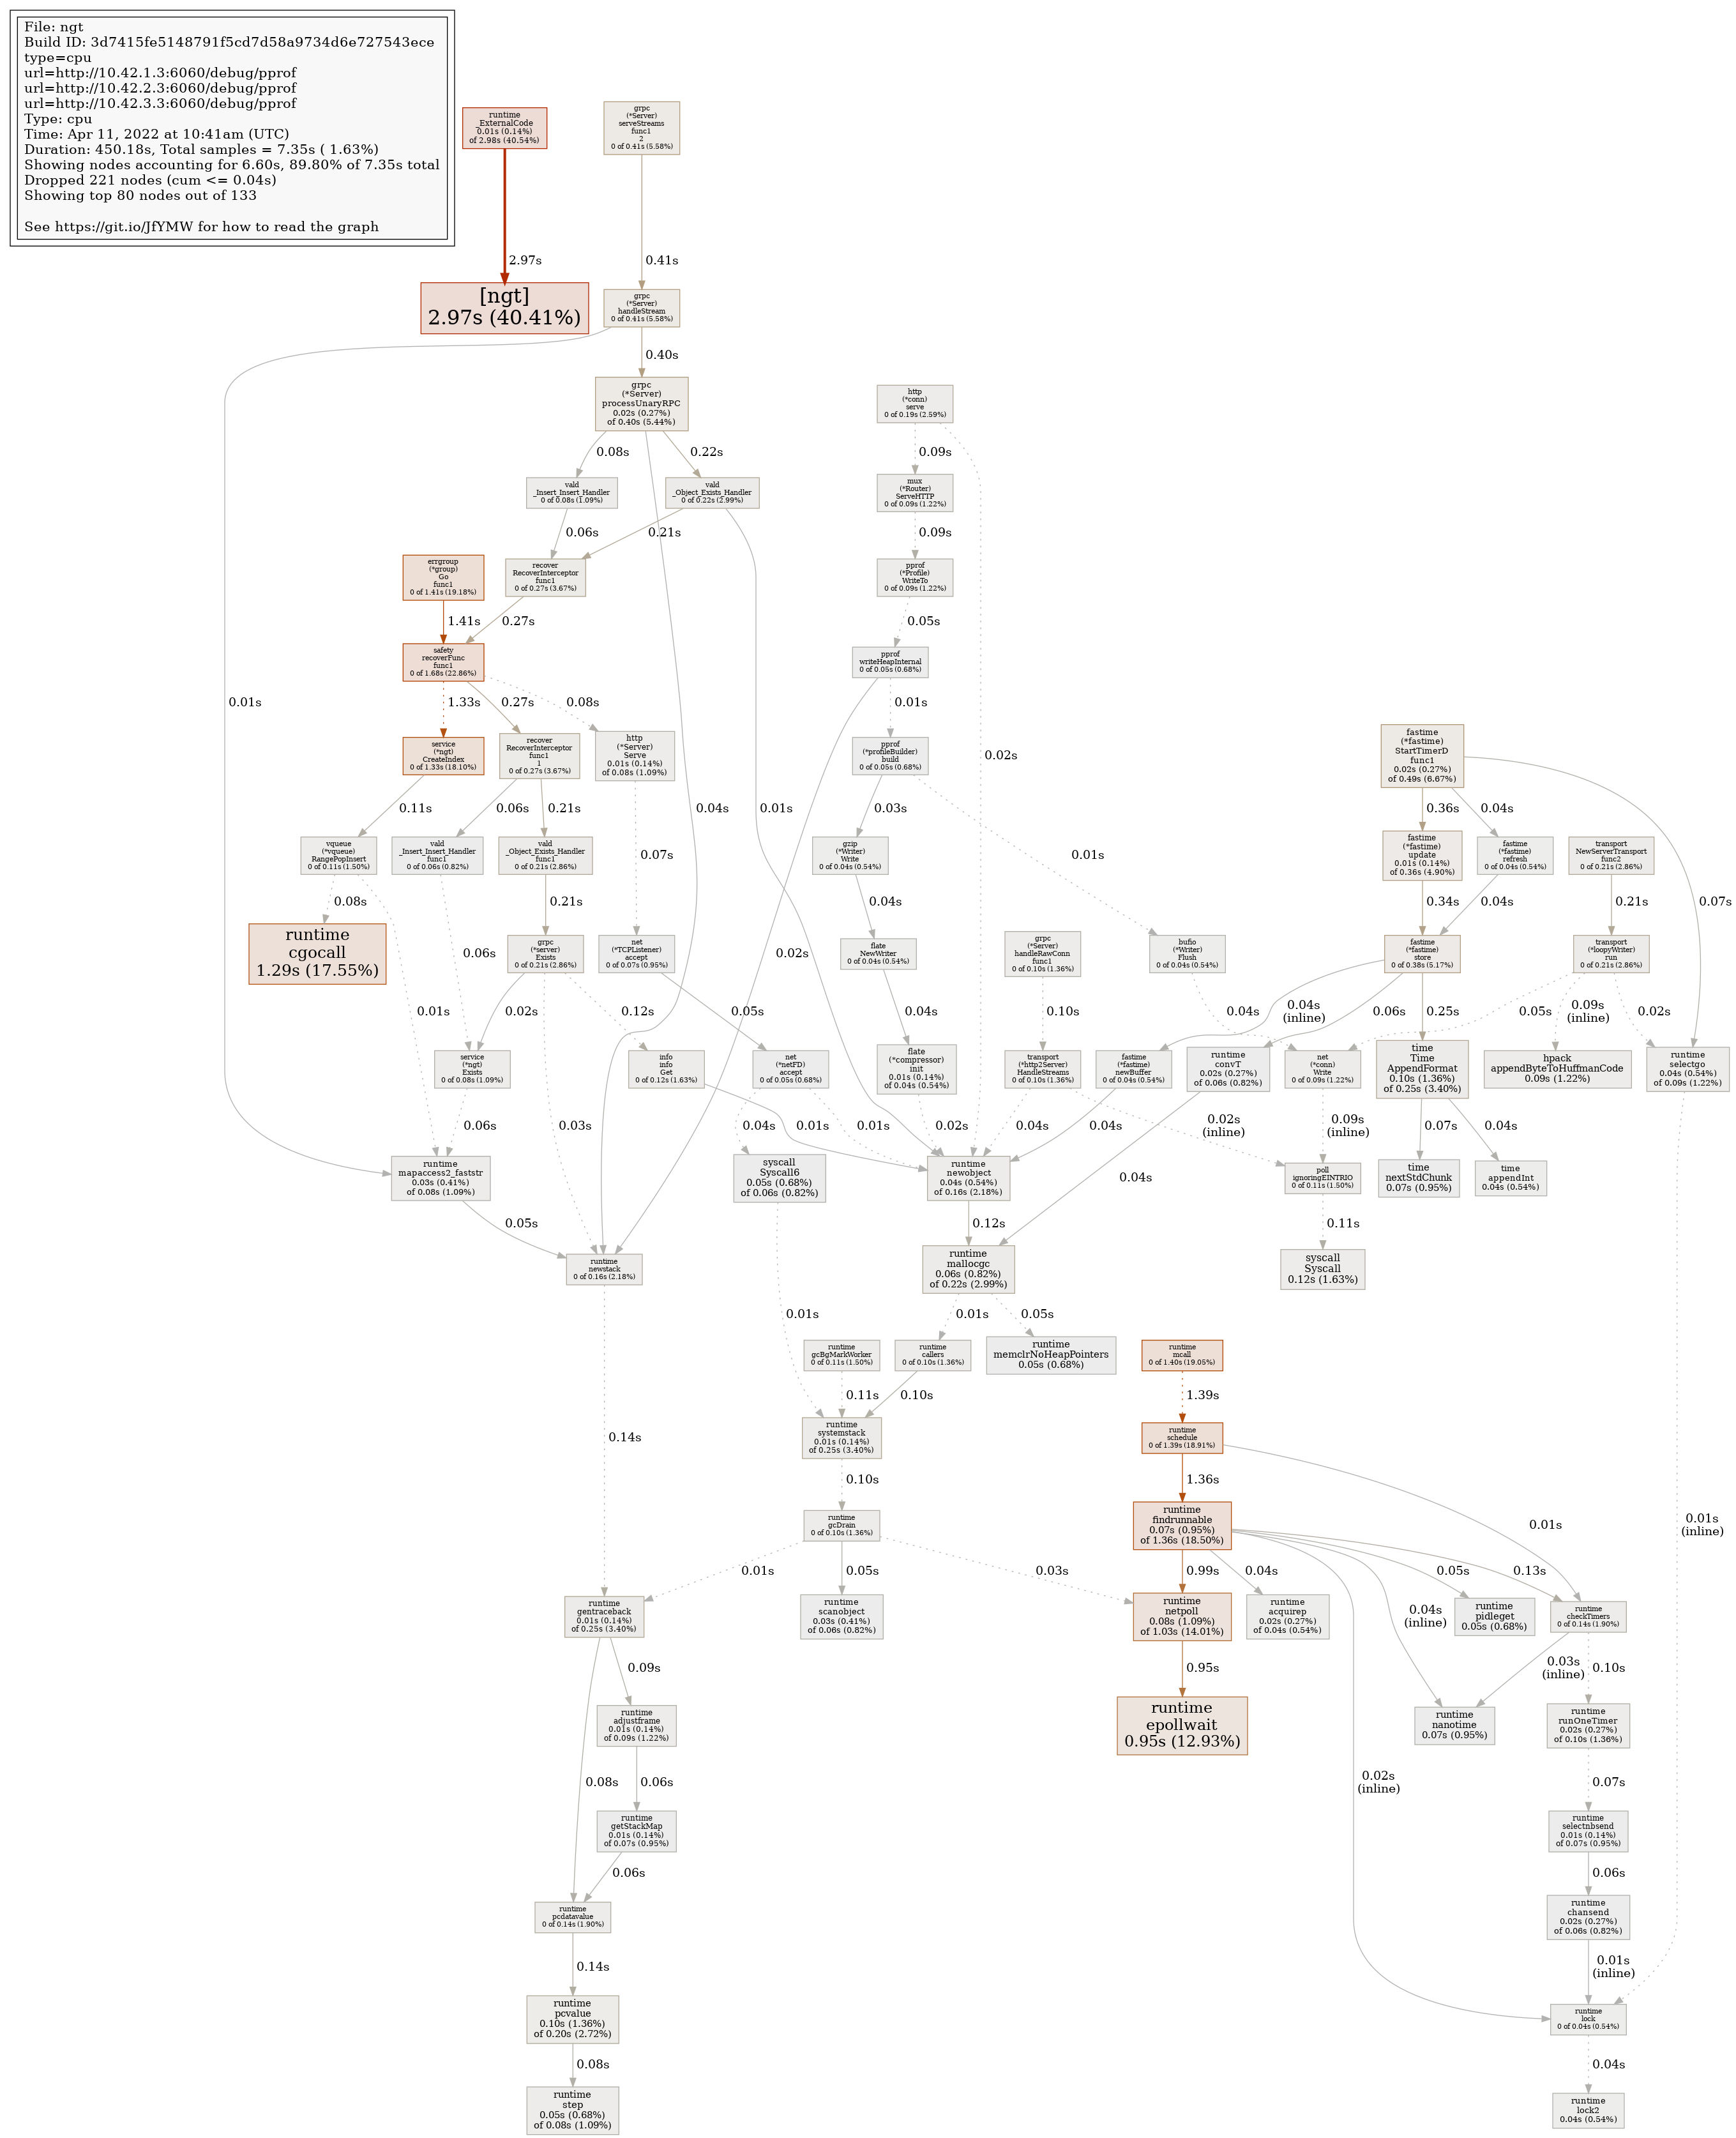 File: ngt
Build ID: 3d7415fe5148791f5cd7d58a9734d6e727543ece
type=cpu
url=http://10.42.1.3:6060/debug/pprof
url=http://10.42.2.3:6060/debug/pprof
url=http://10.42.3.3:6060/debug/pprof
Type: cpu
Time: Apr 11, 2022 at 10:41am (UTC)
Duration: 450.18s, Total samples = 7.35s ( 1.63%)
Showing nodes accounting for 6.60s, 89.80% of 7.35s total
Dropped 221 nodes (cum <= 0.04s)
Showing top 80 nodes out of 133
See https://git.io/JfYMW for how to read the graph
runtime
_ExternalCode
0.01s (0.14%)
of 2.98s (40.54%)
grpc
(*Server)
serveStreams
func1
2
0 of 0.41s (5.58%)
2.97s
0.41s
[ngt]
2.97s (40.41%)
grpc
(*Server)
handleStream
0 of 0.41s (5.58%)
0.40s
grpc
(*Server)
processUnaryRPC
0.02s (0.27%)
of 0.40s (5.44%)
http
(*conn)
serve
0 of 0.19s (2.59%)
0.08s
0.22s
0.09s
vald
_Insert_Insert_Handler
0 of 0.08s (1.09%)
vald
_Object_Exists_Handler
0 of 0.22s (2.99%)
mux
(*Router)
ServeHTTP
0 of 0.09s (1.22%)
0.06s
0.21s
0.09s
errgroup
(*group)
Go
func1
0 of 1.41s (19.18%)
recover
RecoverInterceptor
func1
0 of 0.27s (3.67%)
pprof
(*Profile)
WriteTo
0 of 0.09s (1.22%)
1.41s
0.27s
0.05s
safety
recoverFunc
func1
0 of 1.68s (22.86%)
pprof
writeHeapInternal
0 of 0.05s (0.68%)
0.01s
1.33s
0.27s
0.08s
0.01s
0.02s
service
(*ngt)
CreateIndex
0 of 1.33s (18.10%)
recover
RecoverInterceptor
func1
1
0 of 0.27s (3.67%)
http
(*Server)
Serve
0.01s (0.14%)
of 0.08s (1.09%)
pprof
(*profileBuilder)
build
0 of 0.05s (0.68%)
fastime
(*fastime)
StartTimerD
func1
0.02s (0.27%)
of 0.49s (6.67%)
0.11s
0.06s
0.21s
0.04s
0.01s
0.03s
0.36s
0.04s
vqueue
(*vqueue)
RangePopInsert
0 of 0.11s (1.50%)
vald
_Insert_Insert_Handler
func1
0 of 0.06s (0.82%)
vald
_Object_Exists_Handler
func1
0 of 0.21s (2.86%)
0.07s
gzip
(*Writer)
Write
0 of 0.04s (0.54%)
0.01s
fastime
(*fastime)
update
0.01s (0.14%)
of 0.36s (4.90%)
fastime
(*fastime)
refresh
0 of 0.04s (0.54%)
transport
NewServerTransport
func2
0 of 0.21s (2.86%)
0.08s
0.21s
0.04s
0.34s
0.04s
0.21s
0.07s
runtime
cgocall
1.29s (17.55%)
0.06s
grpc
(*server)
Exists
0 of 0.21s (2.86%)
net
(*TCPListener)
accept
0 of 0.07s (0.95%)
0.02s
flate
NewWriter
0 of 0.04s (0.54%)
grpc
(*Server)
handleRawConn
func1
0 of 0.10s (1.36%)
bufio
(*Writer)
Flush
0 of 0.04s (0.54%)
fastime
(*fastime)
store
0 of 0.38s (5.17%)
transport
(*loopyWriter)
run
0 of 0.21s (2.86%)
0.01s
0.02s
0.12s
0.05s
0.04s
0.10s
0.04s
0.04s
(inline)
0.06s
0.25s
0.05s
0.09s
(inline)
0.02s
service
(*ngt)
Exists
0 of 0.08s (1.09%)
info
info
Get
0 of 0.12s (1.63%)
net
(*netFD)
accept
0 of 0.05s (0.68%)
flate
(*compressor)
init
0.01s (0.14%)
of 0.04s (0.54%)
transport
(*http2Server)
HandleStreams
0 of 0.10s (1.36%)
fastime
(*fastime)
newBuffer
0 of 0.04s (0.54%)
runtime
convT
0.02s (0.27%)
of 0.06s (0.82%)
net
(*conn)
Write
0 of 0.09s (1.22%)
time
Time
AppendFormat
0.10s (1.36%)
of 0.25s (3.40%)
hpack
appendByteToHuffmanCode
0.09s (1.22%)
runtime
selectgo
0.04s (0.54%)
of 0.09s (1.22%)
0.06s
0.03s
0.04s
0.01s
0.01s
0.02s
0.04s
0.04s
0.02s
(inline)
0.09s
(inline)
0.07s
0.04s
runtime
mapaccess2_faststr
0.03s (0.41%)
of 0.08s (1.09%)
syscall
Syscall6
0.05s (0.68%)
of 0.06s (0.82%)
runtime
newobject
0.04s (0.54%)
of 0.16s (2.18%)
0.04s
poll
ignoringEINTRIO
0 of 0.11s (1.50%)
time
nextStdChunk
0.07s (0.95%)
time
appendInt
0.04s (0.54%)
0.05s
0.12s
0.11s
runtime
newstack
0 of 0.16s (2.18%)
runtime
mallocgc
0.06s (0.82%)
of 0.22s (2.99%)
syscall
Syscall
0.12s (1.63%)
0.01s
0.01s
0.05s
runtime
gcBgMarkWorker
0 of 0.11s (1.50%)
runtime
callers
0 of 0.10s (1.36%)
runtime
memclrNoHeapPointers
0.05s (0.68%)
runtime
mcall
0 of 1.40s (19.05%)
0.11s
0.10s
1.39s
0.14s
runtime
systemstack
0.01s (0.14%)
of 0.25s (3.40%)
runtime
schedule
0 of 1.39s (18.91%)
0.10s
1.36s
runtime
gcDrain
0 of 0.10s (1.36%)
runtime
findrunnable
0.07s (0.95%)
of 1.36s (18.50%)
0.01s
0.01s
(inline)
0.01s
0.05s
0.03s
0.99s
0.04s
0.05s
0.13s
runtime
gentraceback
0.01s (0.14%)
of 0.25s (3.40%)
runtime
scanobject
0.03s (0.41%)
of 0.06s (0.82%)
runtime
netpoll
0.08s (1.09%)
of 1.03s (14.01%)
runtime
acquirep
0.02s (0.27%)
of 0.04s (0.54%)
0.04s
(inline)
runtime
pidleget
0.05s (0.68%)
runtime
checkTimers
0 of 0.14s (1.90%)
0.09s
0.95s
0.03s
(inline)
0.10s
runtime
adjustframe
0.01s (0.14%)
of 0.09s (1.22%)
runtime
epollwait
0.95s (12.93%)
runtime
nanotime
0.07s (0.95%)
runtime
runOneTimer
0.02s (0.27%)
of 0.10s (1.36%)
0.08s
0.06s
0.02s
(inline)
0.07s
runtime
getStackMap
0.01s (0.14%)
of 0.07s (0.95%)
runtime
selectnbsend
0.01s (0.14%)
of 0.07s (0.95%)
0.06s
0.06s
runtime
pcdatavalue
0 of 0.14s (1.90%)
runtime
chansend
0.02s (0.27%)
of 0.06s (0.82%)
0.14s
0.01s
(inline)
runtime
pcvalue
0.10s (1.36%)
of 0.20s (2.72%)
runtime
lock
0 of 0.04s (0.54%)
0.08s
0.04s
runtime
step
0.05s (0.68%)
of 0.08s (1.09%)
runtime
lock2
0.04s (0.54%)